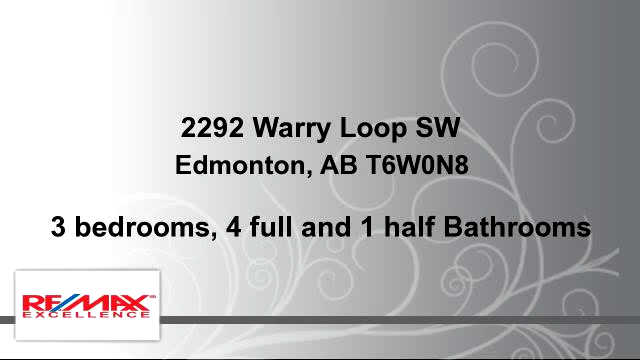 2292 Warry Loop SW
Edmonton, AB T6W0N8
3 bedrooms, 4 full and 1 half Bathrooms
RE/MAX
EXCELLENCE